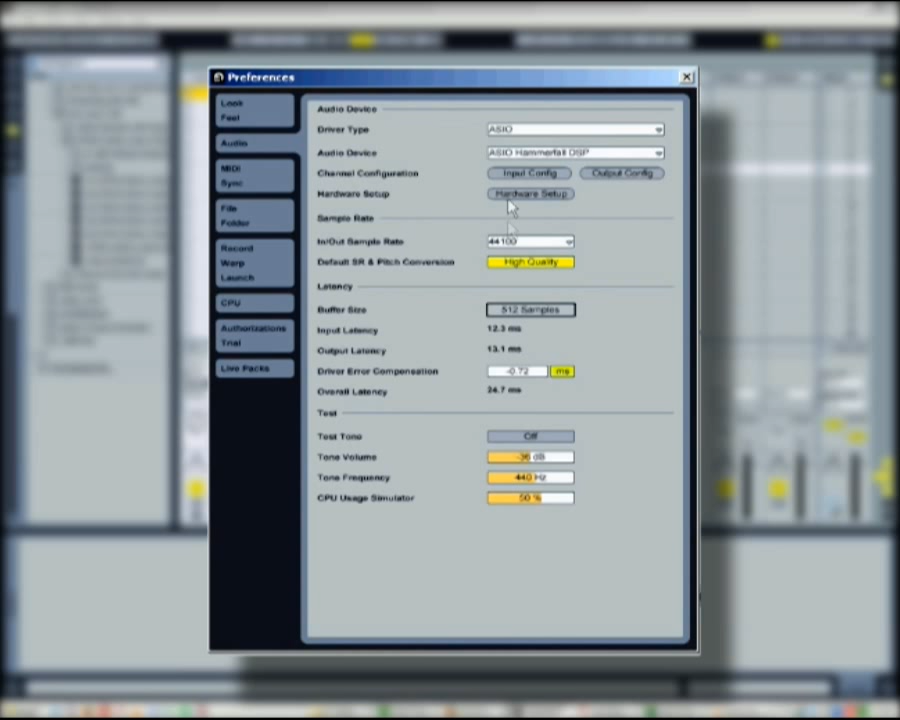 Preferences
Look
Feel
Audio
MIDI
Sync
File
Folder
Record
Warp
Launch
CPU
Authorizations
Trial
Live Packs
Audio Device
Driver Type ASIO
Audio Device ASIO Hammerfall DSP
Channel Configuration Input Config Output Config
Hardware Setup Hardware Setup
Sample Rate
In/Out Sample Rate 44100
Default SR & Pitch Conversion High Quality
Latency
Buffer Size 512 Samples
Input Latency 12.3 ms
Output Latency 13.1 ms
Driver Error Compensation -0.72 ms
Overall Latency 24.7 ms
Test
Test Tone Off
Tone Volume -36 dB
Tone Frequency 440 Hz
CPU Usage Simulator 50 %